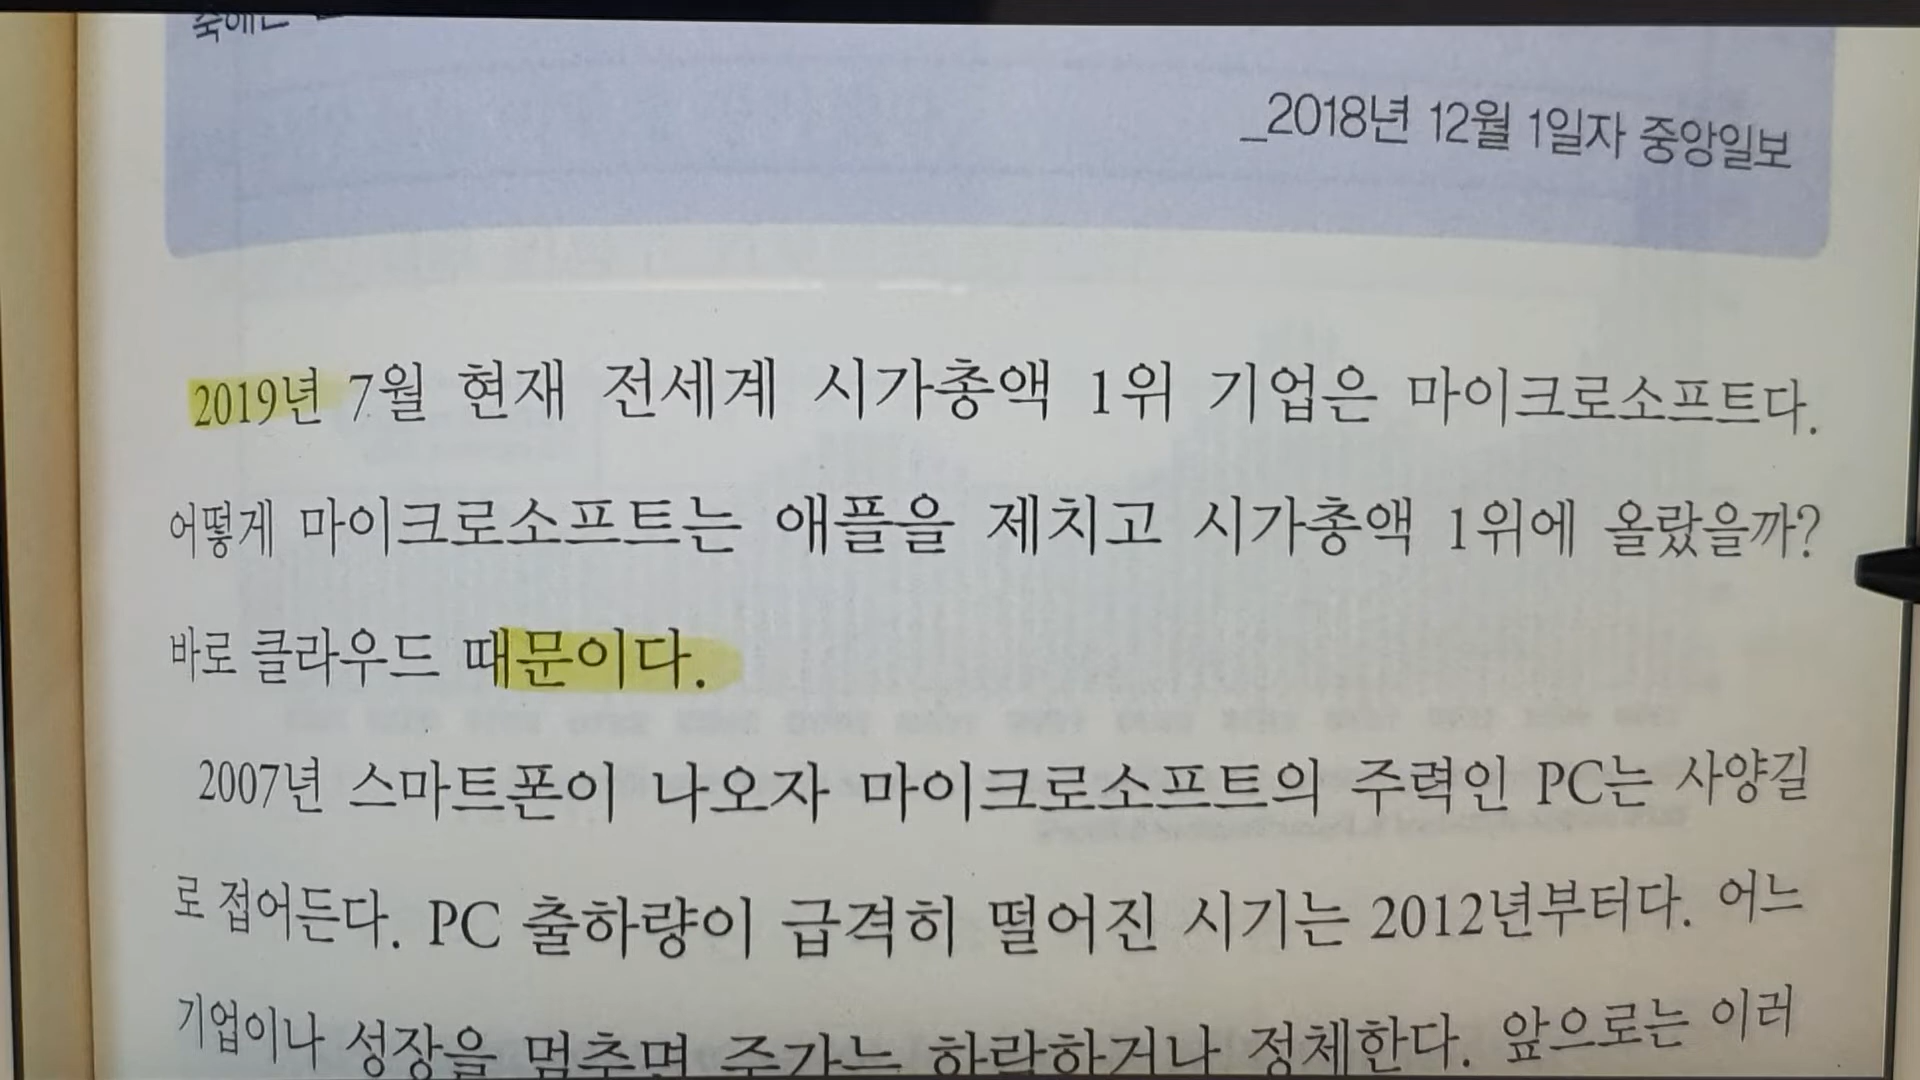 _2018년 12월 1일자 중앙일보
2019년 7월 현재 전세계 시가총액 1위 기업은 마이크로소프트다.
어떻게 마이크로소프트는 애플을 제치고 시가총액 1위에 올랐을까?
바로 클라우드 때문이다.
2007년 스마트폰이 나오자 마이크로소프트의 주력인 PC는 사양길
로 접어든다. PC 출하량이 급격히 떨어진 시기는 2012년부터다. 어느
기업이나 성장을 멈추면 주가는 하락하거나 정체한다. 앞으로는 이러